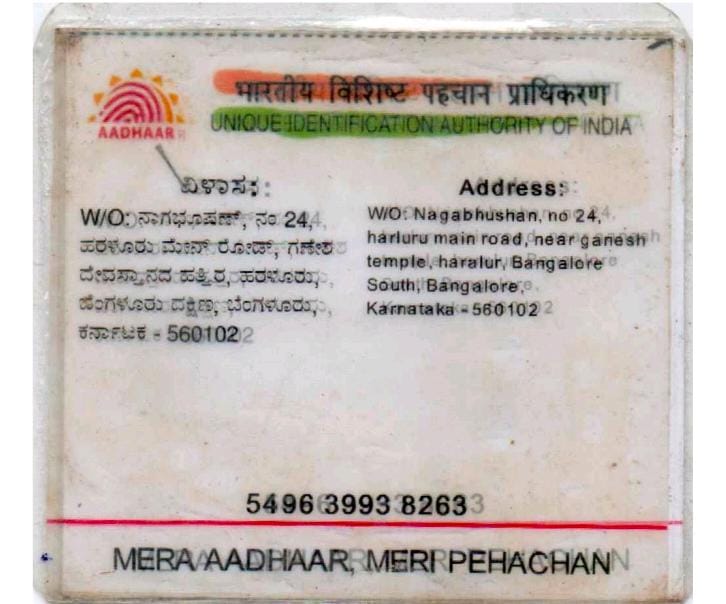 भारतीय विशिष्ट पहचान प्राधिकरण
AADHAAR
UNIQUE IDENTIFICATION AUTHORITY OF INDIA
ವಿಳಾಸ:
W/O: ನಾಗಭೂಷಣ್, ನಂ 24,
ಹರಳೂರು ಮೇನ್ ರೋಡ್, ಗಣೇಶ
ದೇವಸ್ಥಾನದ ಹತ್ತಿರ, ಹರಳೂರು,
ಬೆಂಗಳೂರು ದಕ್ಷಿಣ, ಬೆಂಗಳೂರು,
ಕರ್ನಾಟಕ - 560102
Address:
W/O: Nagabhushan, no 24,
harluru main road, near ganesh
temple, haralur, Bangalore
South, Bangalore,
Karnataka - 560102
5496 3993 8263
MERA AADHAAR, MERI PEHACHAN